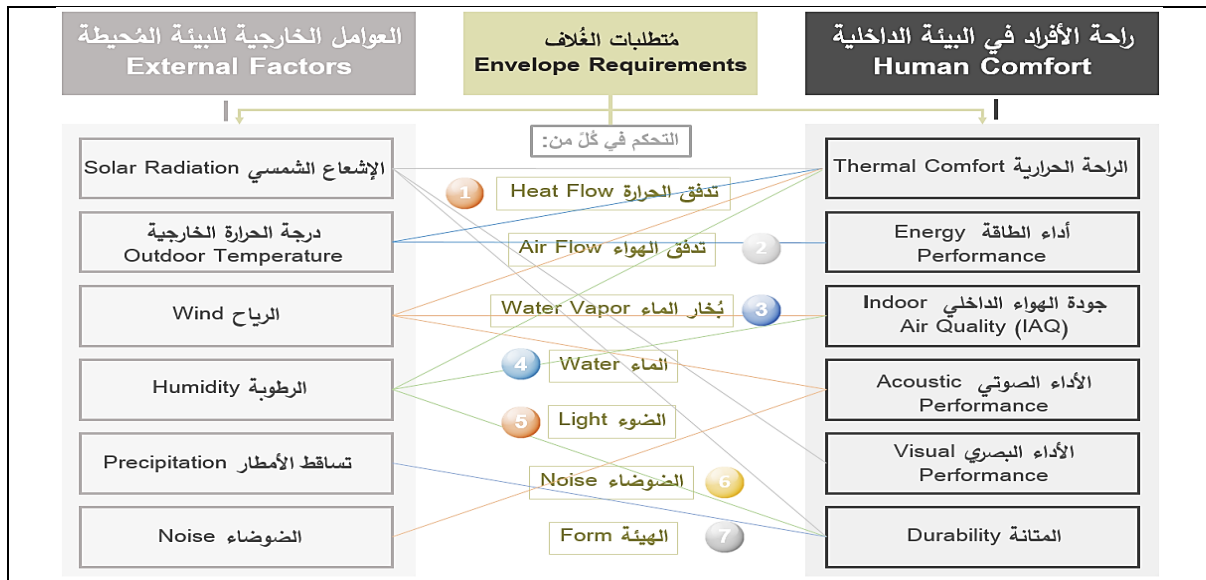 العوامل الخارجية للبيئة المُحيطة
External Factors
مُتطلبات الغُلاف
Envelope Requirements
راحة الأفراد في البيئة الداخلية
Human Comfort
التحكم في كُلّ من:
Solar Radiation الإشعاع الشمسي
درجة الحرارة الخارجية
Outdoor Temperature
Wind الرياح
Humidity الرطوبة
Precipitation تساقط الأمطار
Noise الضوضاء
1 Heat Flow تدفق الحرارة
Air Flow تدفق الهواء 2
Water Vapor بُخار الماء 3
4 Water الماء
5 Light الضوء
Noise الضوضاء 6
Form الهيئة 7
Thermal Comfort الراحة الحرارية
Energy أداء الطاقة
Performance
Indoor جودة الهواء الداخلي
Air Quality (IAQ)
Acoustic الأداء الصوتي
Performance
Visual الأداء البصري
Performance
Durability المتانة